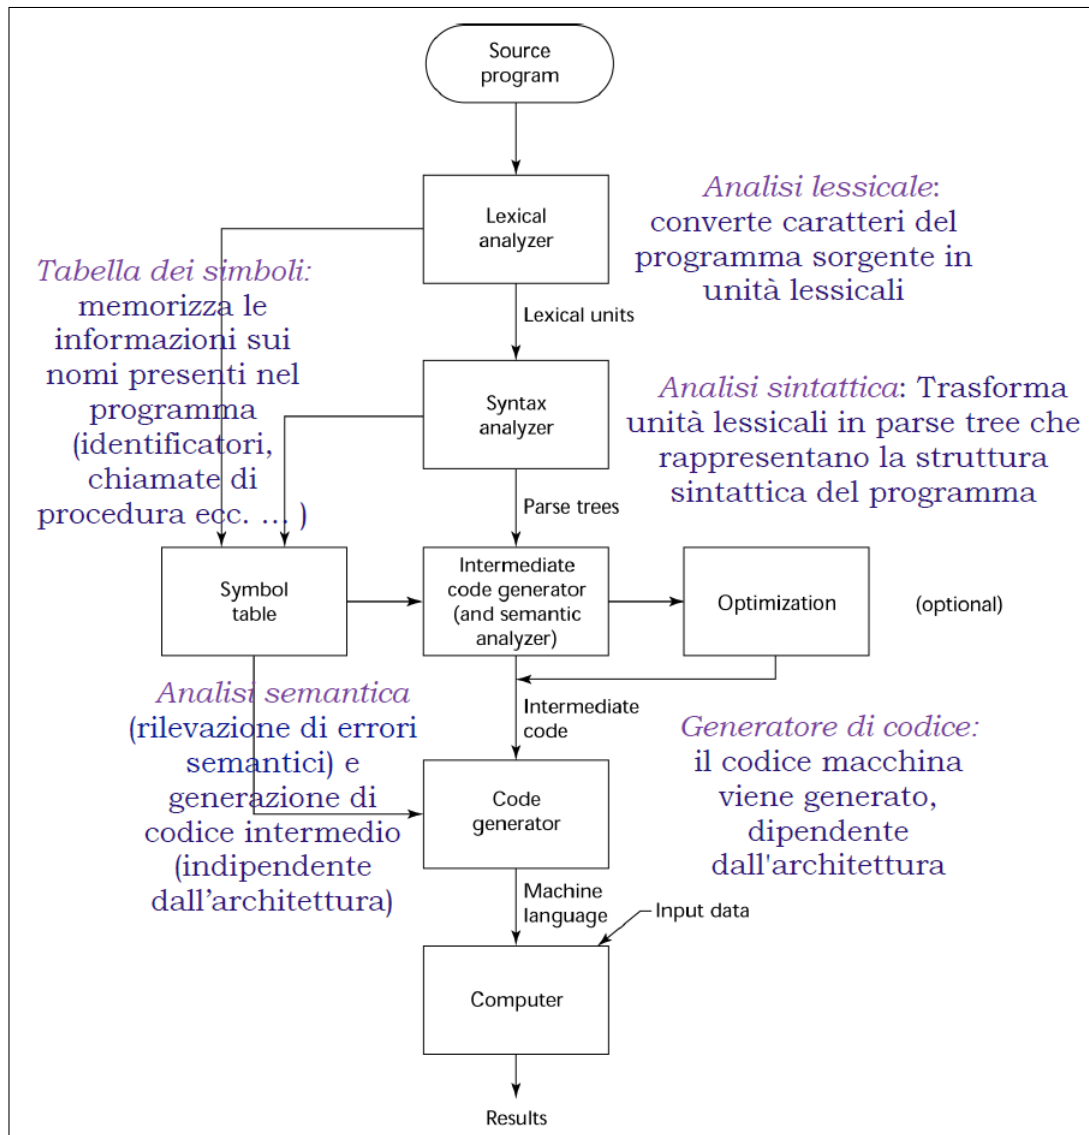 Source
program
Lexical
analyzer
Analisi lessicale:
converte caratteri del
programma sorgente in
unità lessicali
Tabella dei simboli:
memorizza le
informazioni sui
nomi presenti nel
programma
(identificatori,
chiamate di
procedura ecc. … )
Lexical units
Syntax
analyzer
Analisi sintattica: Trasforma
unità lessicali in parse tree che
rappresentano la struttura
sintattica del programma
Parse trees
Symbol
table
Intermediate
code generator
(and semantic
analyzer)
Optimization
(optional)
Analisi semantica
(rilevazione di errori
semantici) e
generazione di
codice intermedio
(indipendente
dall’architettura)
Intermediate
code
Generatore di codice:
il codice macchina
viene generato,
dipendente
dall'architettura
Code
generator
Machine
language
Input data
Computer
Results